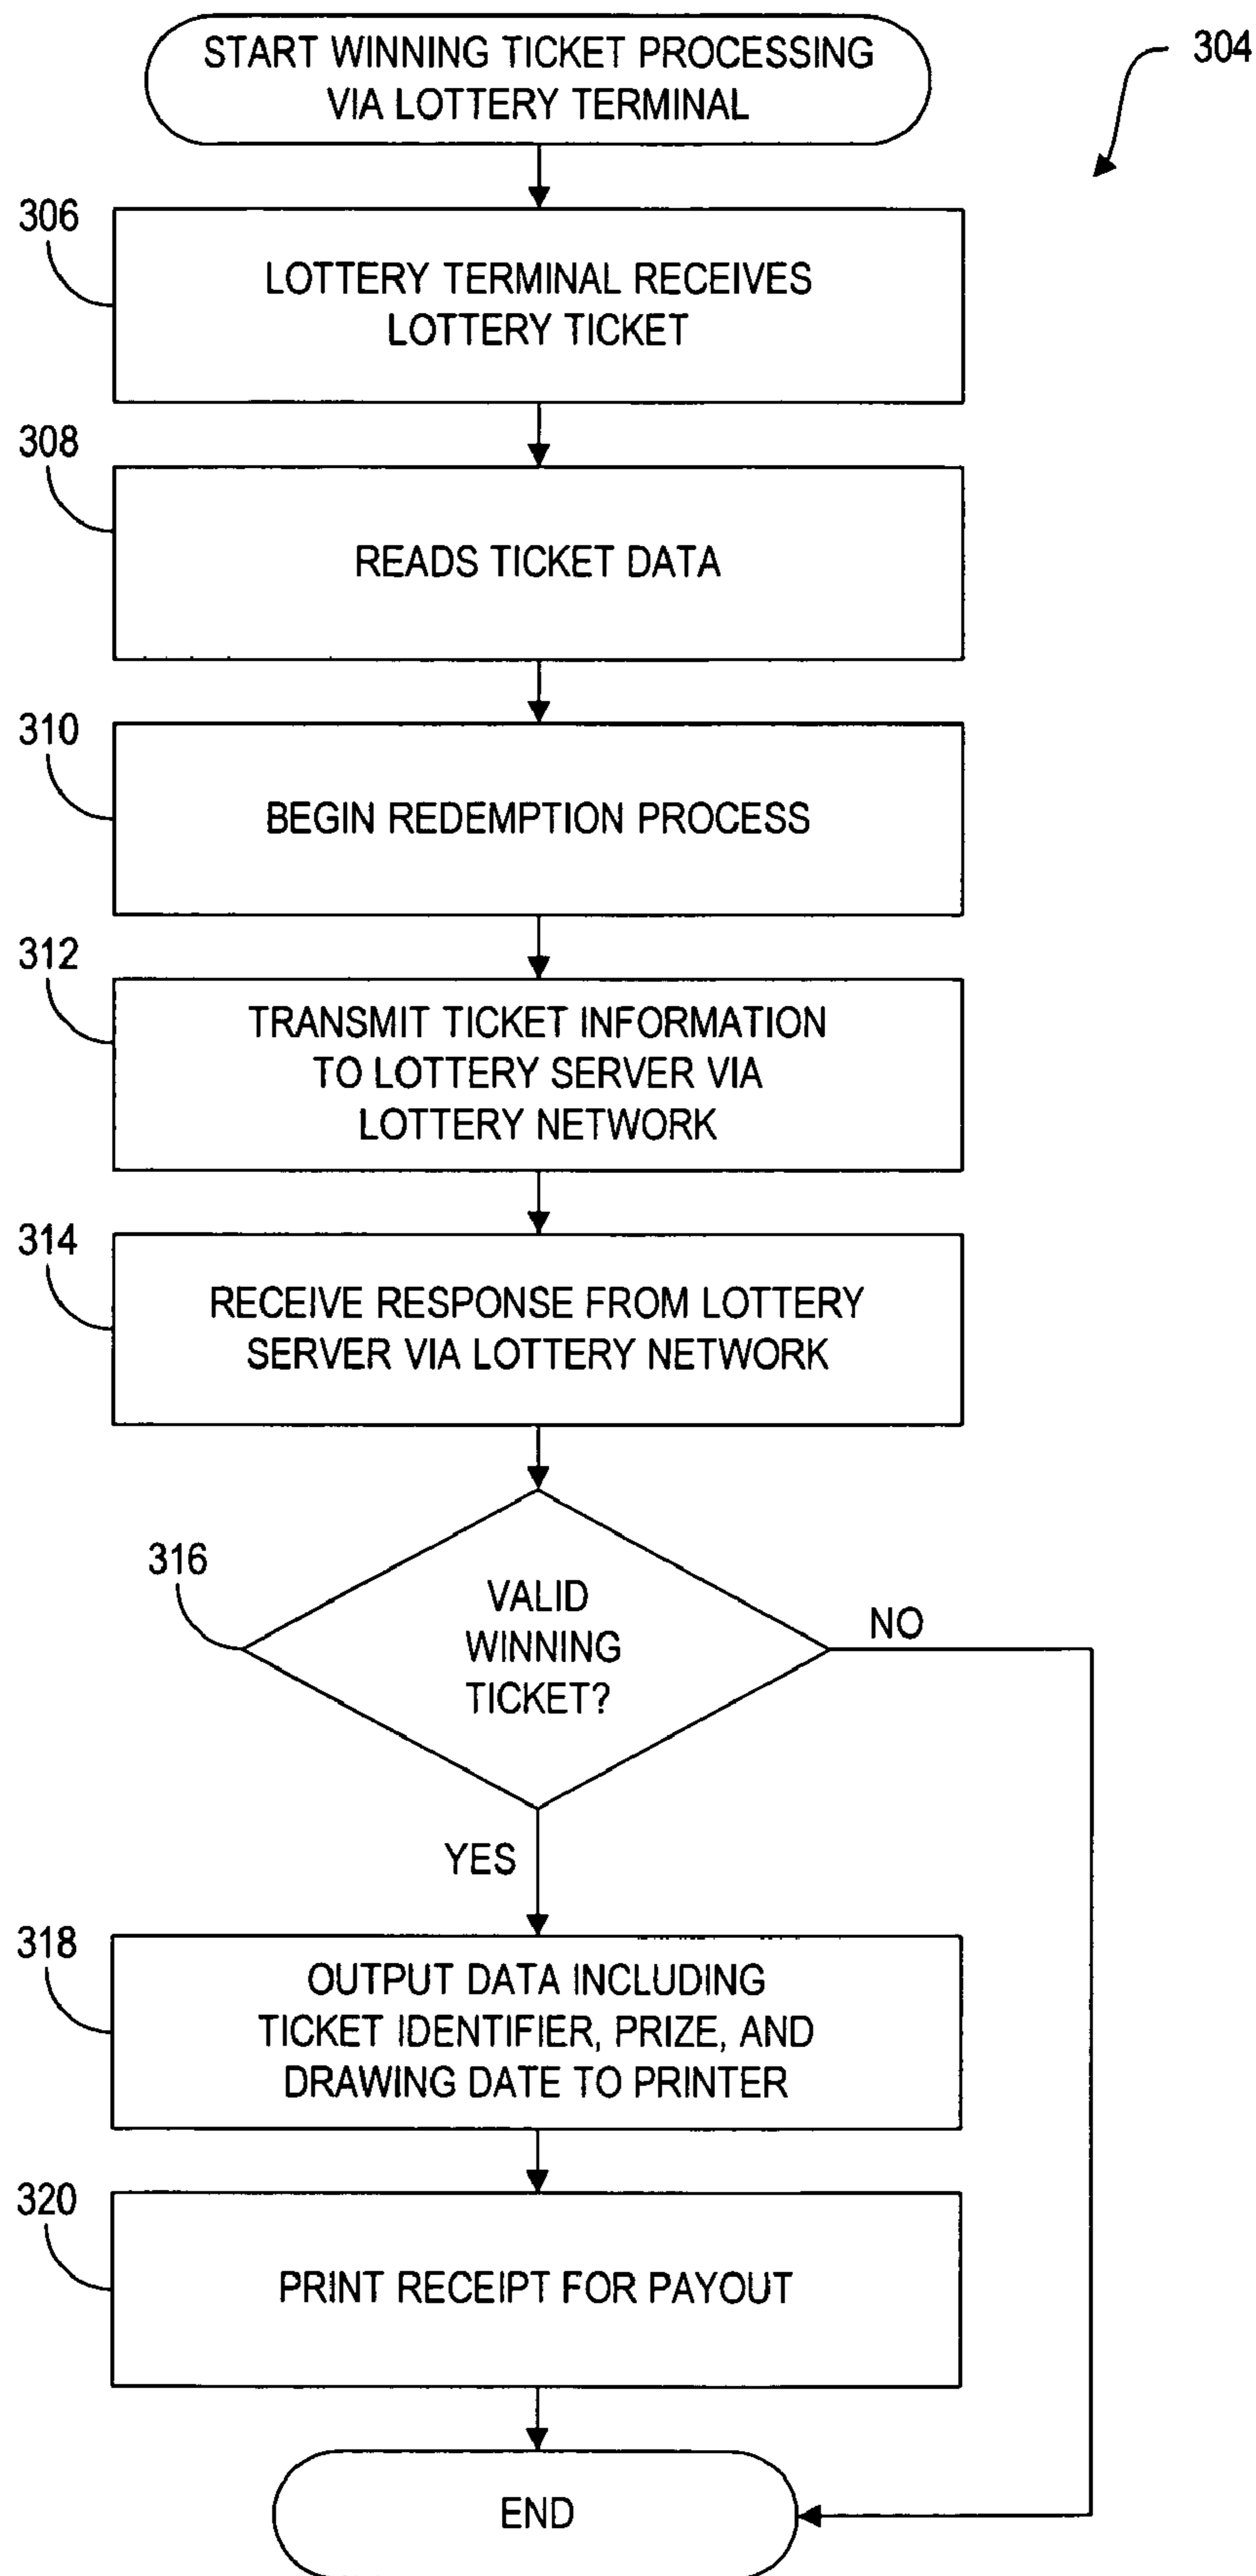 START WINNING TICKET PROCESSING
VIA LOTTERY TERMINAL
304
306
LOTTERY TERMINAL RECEIVES
LOTTERY TICKET
308
READS TICKET DATA
310
BEGIN REDEMPTION PROCESS
312
TRANSMIT TICKET INFORMATION
TO LOTTERY SERVER VIA
LOTTERY NETWORK
314
RECEIVE RESPONSE FROM LOTTERY
SERVER VIA LOTTERY NETWORK
316
VALID
WINNING
TICKET?
NO
YES
318
OUTPUT DATA INCLUDING
TICKET IDENTIFIER, PRIZE, AND
DRAWING DATE TO PRINTER
320
PRINT RECEIPT FOR PAYOUT
END